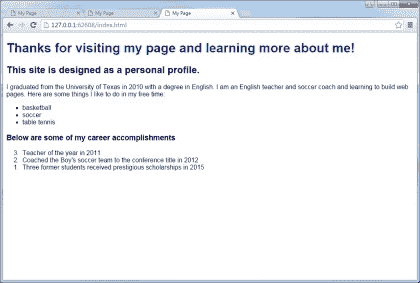 My Page
My Page
My Page
127.0.0.1:62608/index.html
Thanks for visiting my page and learning more about me!
This site is designed as a personal profile.
I graduated from the University of Texas in 2010 with a degree in English. I am an English teacher and soccer coach and learning to build web
pages. Here are some things I like to do in my free time:
basketball
soccer
table tennis
Below are some of my career accomplishments
3. Teacher of the year in 2011
2. Coached the Boy's soccer team to the conference title in 2012
1. Three former students received prestigious scholarships in 2015